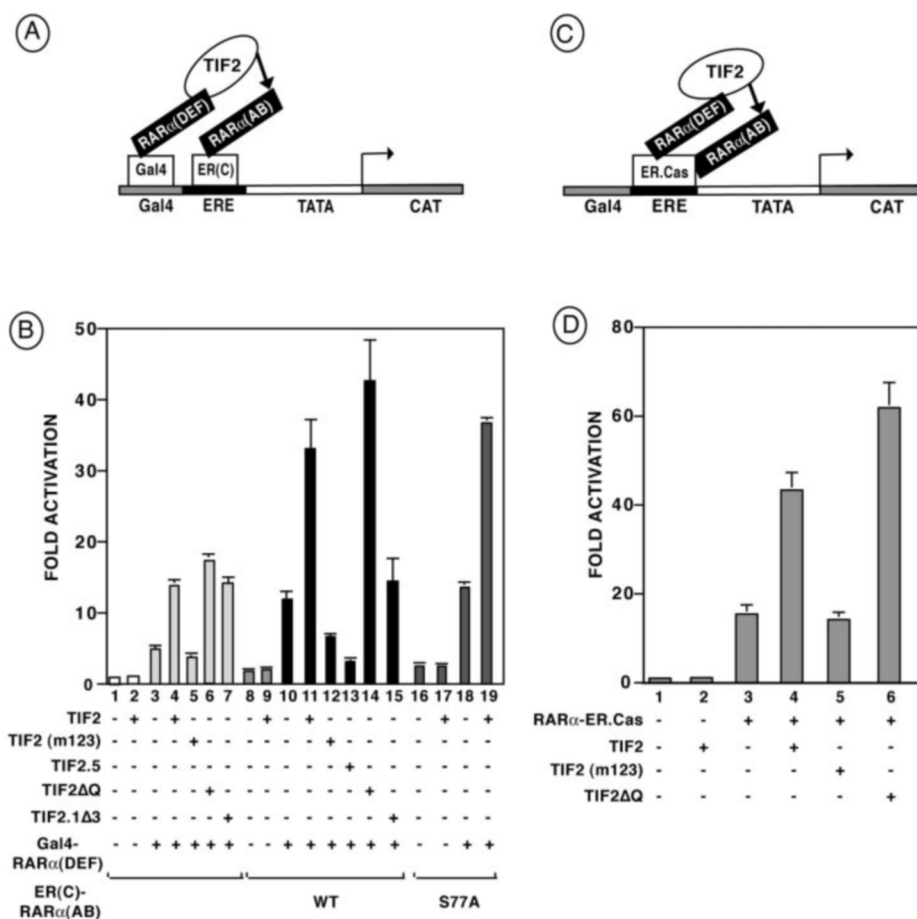 A
TIF2
RARα(DEF)
RARα(AB)
Gal4
ER(C)
Gal4 ERE TATA CAT
C
TIF2
RARα(DEF)
RARα(AB)
ER.Cas
Gal4 ERE TATA CAT
B
FOLD ACTIVATION
50
40
30
20
10
0
1 2 3 4 5 6 7 8 9 10 11 12 13 14 15 16 17 18 19
TIF2 - + - + - - - - + - + - - - - - + - +
TIF2 (m123) - - - - + - - - - - - + - - - - - - -
TIF2.5 - - - - - - - - - - - - + - - - - - -
TIF2ΔQ - - - - - + - - - - - - - + - - - - -
TIF2.1Δ3 - - - - - - + - - - - - - - + - - - -
Gal4- - - + + + + + - - + + + + + + - - + +
RARα(DEF)
ER(C)- WT S77A
RARα(AB)
D
FOLD ACTIVATION
80
60
40
20
0
1 2 3 4 5 6
RARα-ER.Cas - - + + + +
TIF2 - + - + - -
TIF2 (m123) - - - - + -
TIF2ΔQ - - - - - +